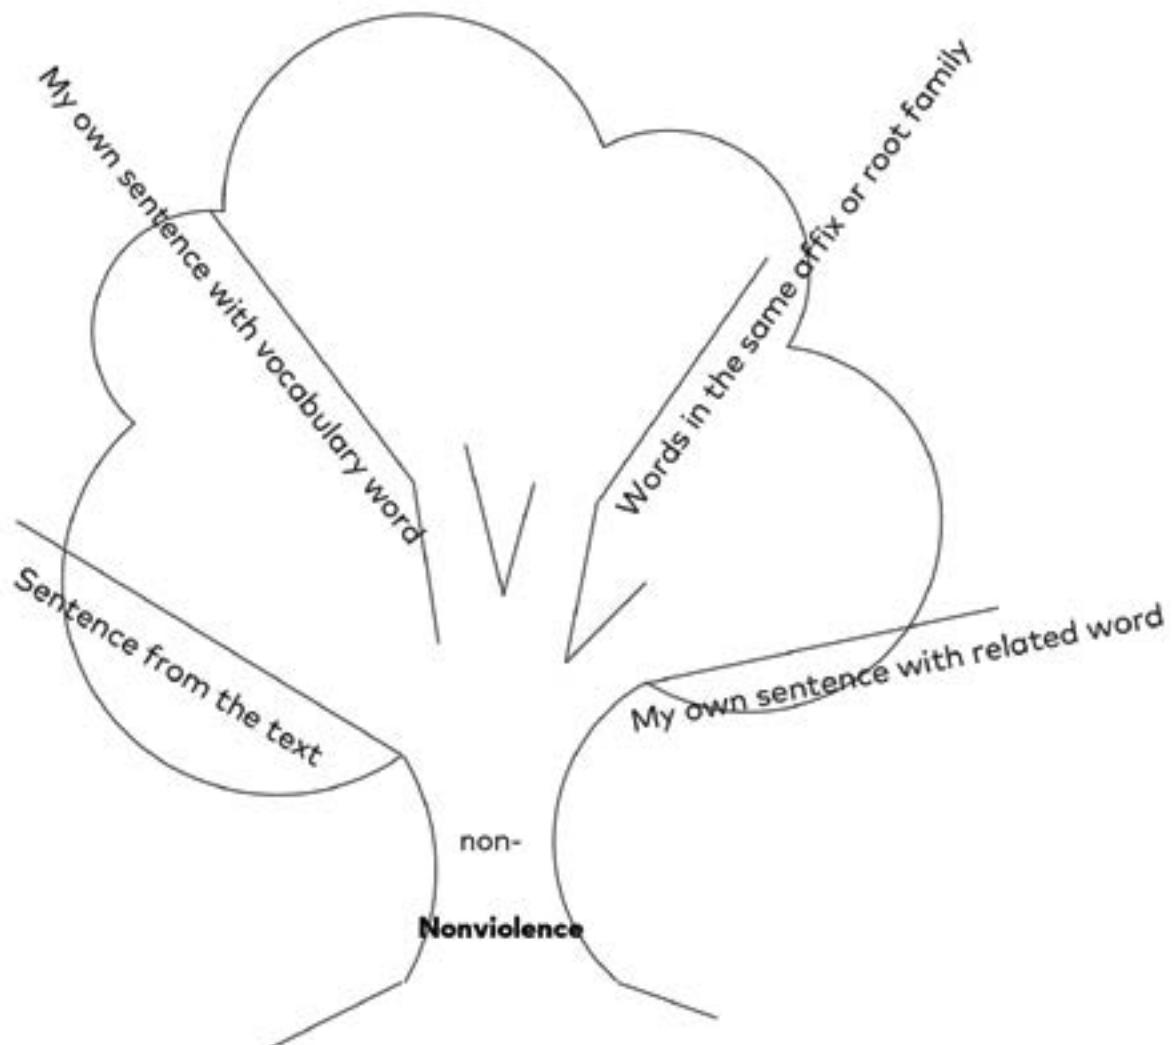 My own sentence with vocabulary word
Words in the same affix or root family
Sentence from the text
My own sentence with related word
non-
Nonviolence